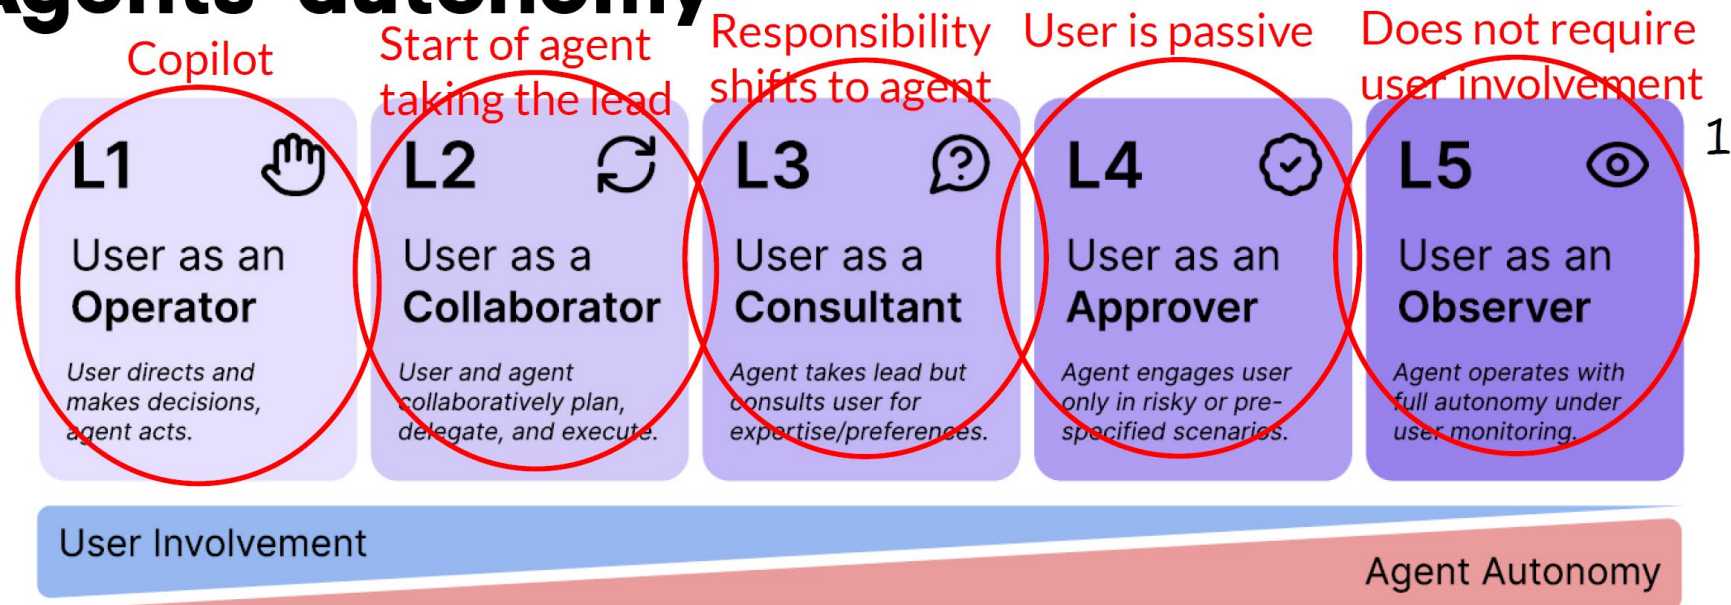 Agents' autonomy
Copilot
Start of agent
taking the lead
Responsibility
shifts to agent
User is passive
Does not require
user involvement
1
L1
User as an
Operator
User directs and
makes decisions,
agent acts.
L2
User as a
Collaborator
User and agent
collaboratively plan,
delegate, and execute.
L3
User as a
Consultant
Agent takes lead but
consults user for
expertise/preferences.
L4
User as an
Approver
Agent engages user
only in risky or pre-
specified scenarios.
L5
User as an
Observer
Agent operates with
full autonomy under
user monitoring.
User Involvement
Agent Autonomy